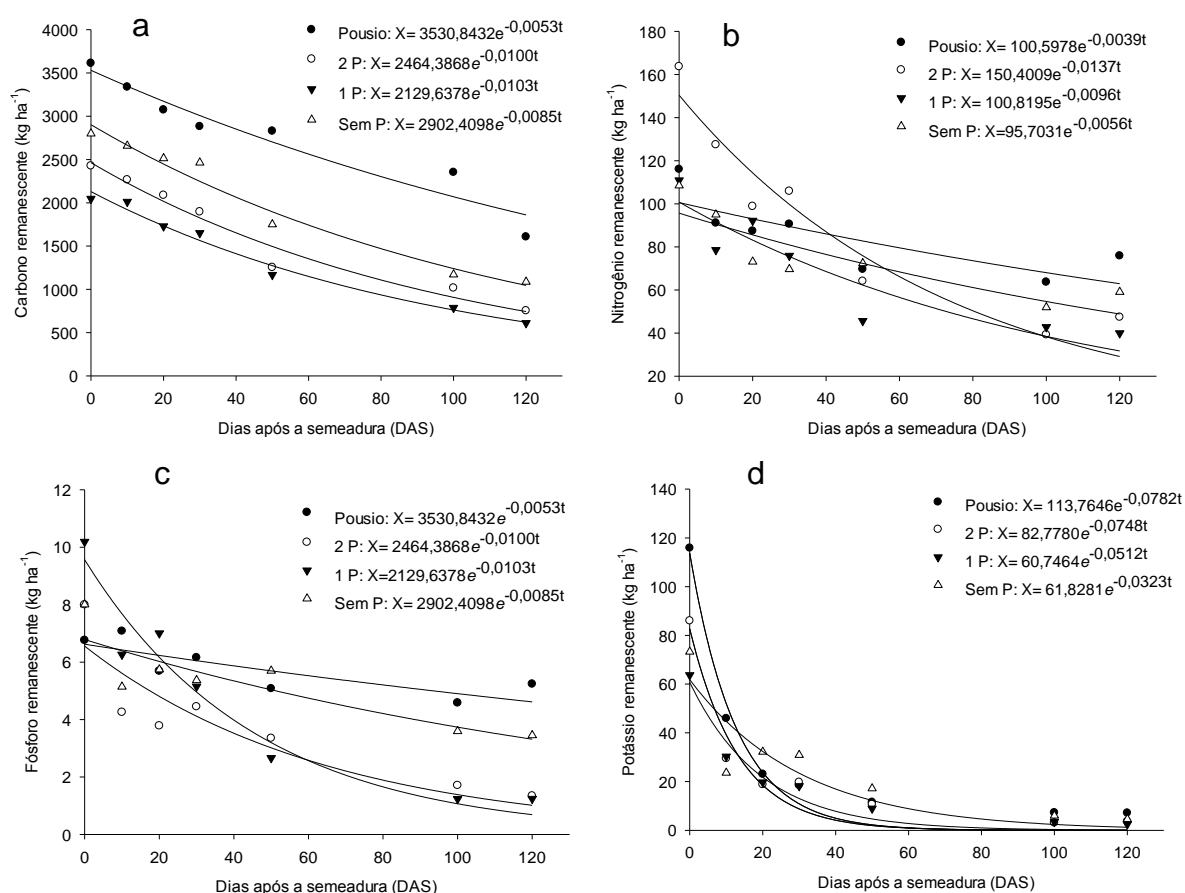 a
Pousio: X= 3530,8432e-0,0053t
2 P: X= 2464,3868e-0,0100t
1 P: X= 2129,6378e-0,0103t
Sem P: X= 2902,4098e-0,0085t
Carbono remanescente (kg ha-1)
4000
3500
3000
2500
2000
1500
1000
500
0
0 20 40 60 80 100 120
Dias após a semeadura (DAS)
b
Pousio: X= 100,5978e-0,0039t
2 P: X= 150,4009e-0,0137t
1 P: X= 100,8195e-0,0096t
Sem P: X=95,7031e-0,0056t
Nitrogênio remanescente (kg ha-1)
180
160
140
120
100
80
60
40
20
0 20 40 60 80 100 120
Dias após a semeadura (DAS)
c
Pousio: X= 3530,8432e-0,0053t
2 P: X= 2464,3868e-0,0100t
1 P: X=2129,6378e-0,0103t
Sem P: X= 2902,4098e-0,0085t
Fósforo remanescente (kg ha-1)
12
10
8
6
4
2
0
0 20 40 60 80 100 120
Dias após a semeadura (DAS)
d
Pousio: X= 113,7646e-0,0782t
2 P: X= 82,7780e-0,0748t
1 P: X= 60,7464e-0,0512t
Sem P: X= 61,8281e-0,0323t
Potássio remanescente (kg ha-1)
140
120
100
80
60
40
20
0
0 20 40 60 80 100 120
Dias após a semeadura (DAS)